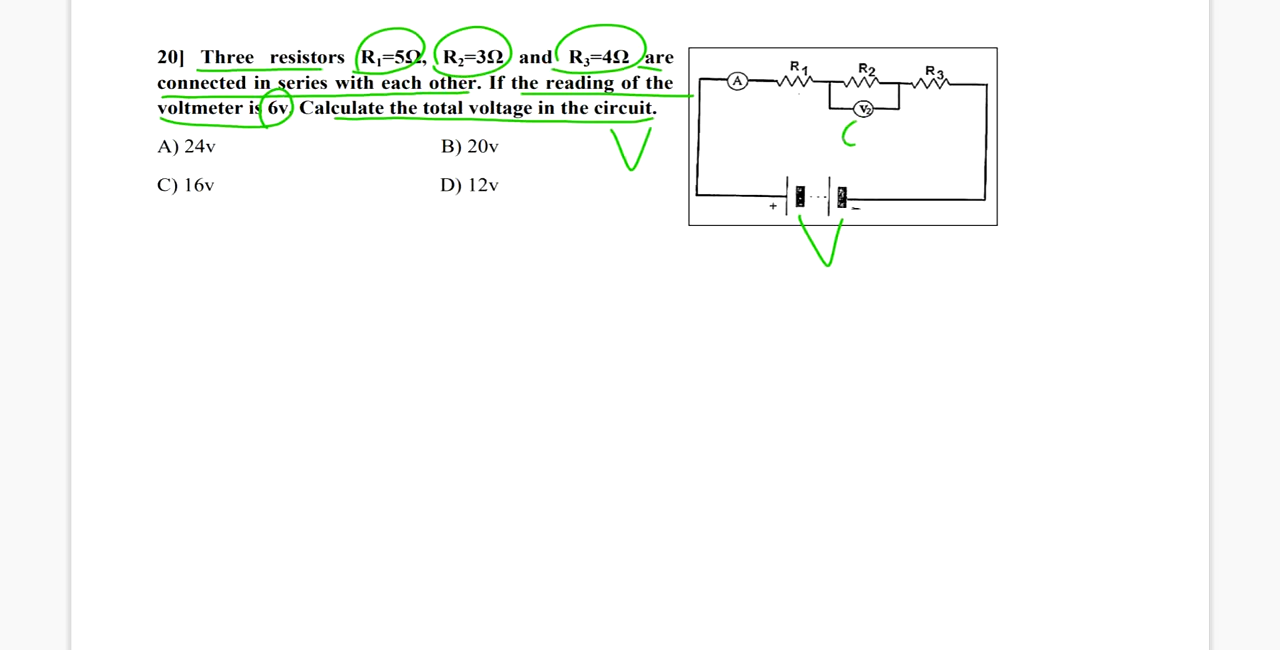 20] Three resistors R₁=5Ω, R₂=3Ω and R₃=4Ω are
connected in series with each other. If the reading of the
voltmeter is 6v. Calculate the total voltage in the circuit.
A) 24v B) 20v
C) 16v D) 12v
R1 R2 R3
A
V₂
+ −
V
V